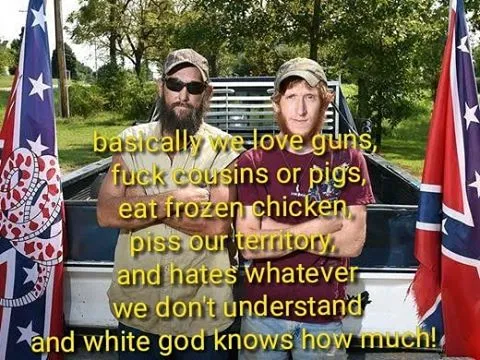 basically we love guns,
fuck cousins or pigs,
eat frozen chicken,
piss our territory,
and hates whatever
we don't understand
and white god knows how much!